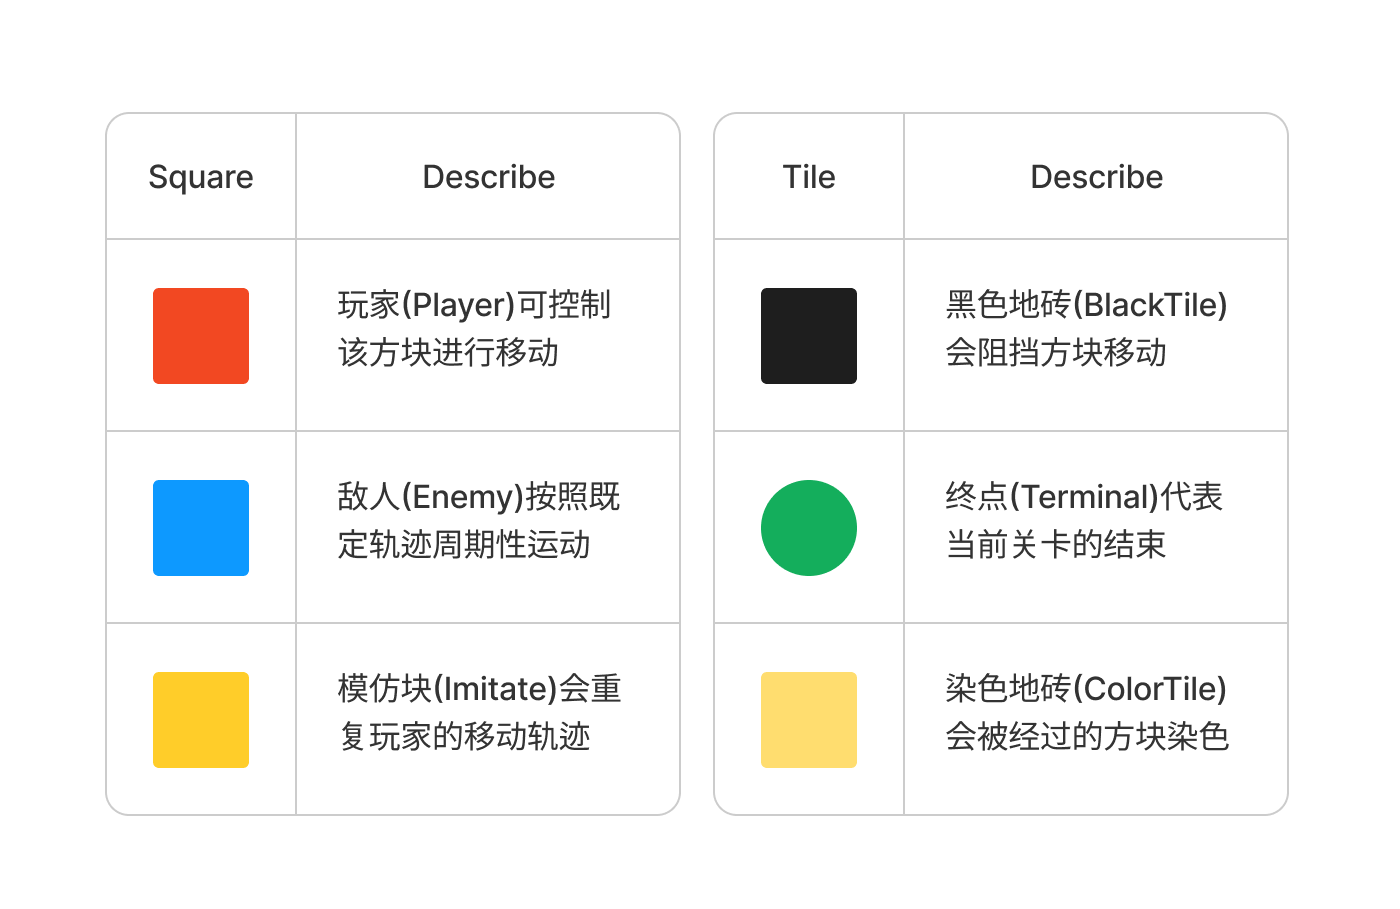 Square
Describe
玩家(Player)可控制
该方块进行移动
敌人(Enemy)按照既
定轨迹周期性运动
模仿块(Imitate)会重
复玩家的移动轨迹
Tile
Describe
黑色地砖(BlackTile)
会阻挡方块移动
终点(Terminal)代表
当前关卡的结束
染色地砖(ColorTile)
会被经过的方块染色